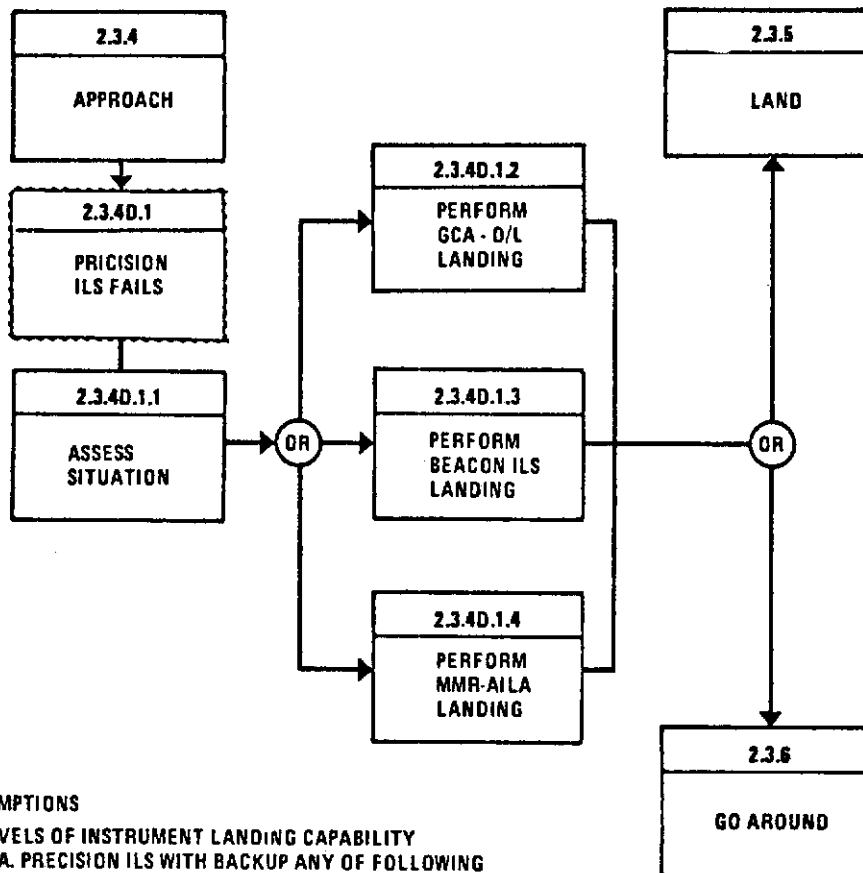 2.3.4
APPROACH
2.3.4D.1
PRICISION
ILS FAILS
2.3.4D.1.1
ASSESS
SITUATION
OR
2.3.4D.1.2
PERFORM
GCA - D/L
LANDING
2.3.4D.1.3
PERFORM
BEACON ILS
LANDING
2.3.4D.1.4
PERFORM
MMR-AILA
LANDING
2.3.5
LAND
OR
2.3.6
GO AROUND
MPTIONS
VELS OF INSTRUMENT LANDING CAPABILITY
A. PRECISION ILS WITH BACKUP ANY OF FOLLOWING